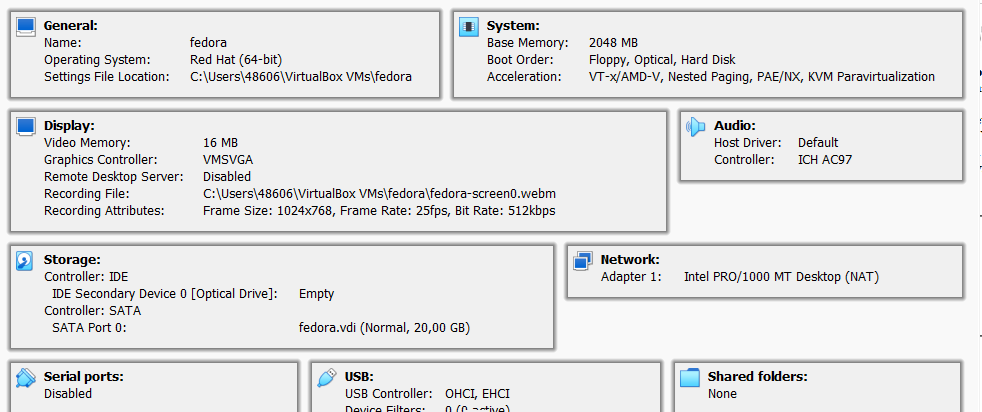 General:
Name: fedora
Operating System: Red Hat (64-bit)
Settings File Location: C:\Users\48606\VirtualBox VMs\fedora
System:
Base Memory: 2048 MB
Boot Order: Floppy, Optical, Hard Disk
Acceleration: VT-x/AMD-V, Nested Paging, PAE/NX, KVM Paravirtualization
Display:
Video Memory: 16 MB
Graphics Controller: VMSVGA
Remote Desktop Server: Disabled
Recording File: C:\Users\48606\VirtualBox VMs\fedora\fedora-screen0.webm
Recording Attributes: Frame Size: 1024x768, Frame Rate: 25fps, Bit Rate: 512kbps
Audio:
Host Driver: Default
Controller: ICH AC97
Storage:
Controller: IDE
IDE Secondary Device 0 [Optical Drive]: Empty
Controller: SATA
SATA Port 0: fedora.vdi (Normal, 20,00 GB)
Network:
Adapter 1: Intel PRO/1000 MT Desktop (NAT)
Serial ports:
Disabled
USB:
USB Controller: OHCI, EHCI
Device Filters: 0 (0 active)
Shared folders:
None